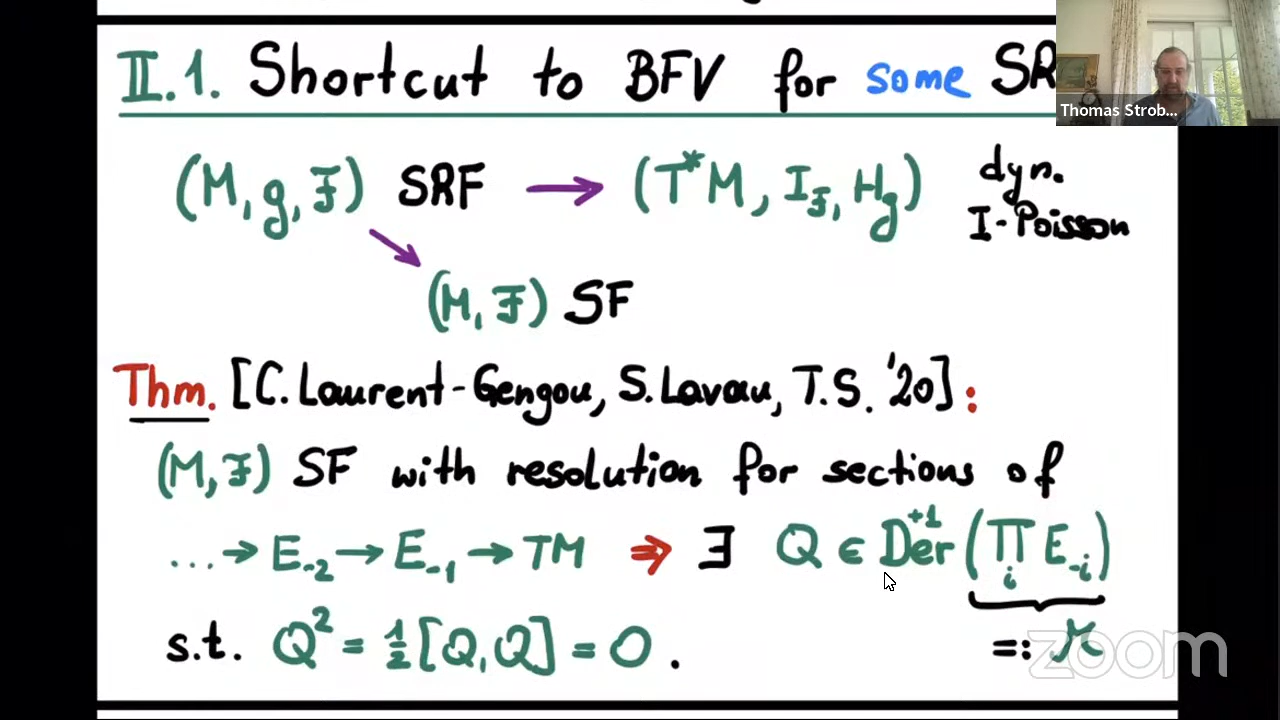 II.1. Shortcut to BFV for some SR
Thomas Strob...
(M, g, F) SRF → (T*M, I_F, H_g) dyn.
I-Poisson
(M, F) SF
Thm. [C. Laurent-Gengou, S. Lavau, T.S. '20]:
(M, F) SF with resolution for sections of
... → E_-2 → E_-1 → TM ⇒ ∃ Q ∈ Der^+1 (∏_i E_-i)
s.t. Q² = ½[Q,Q] = 0 . =: M
zoom